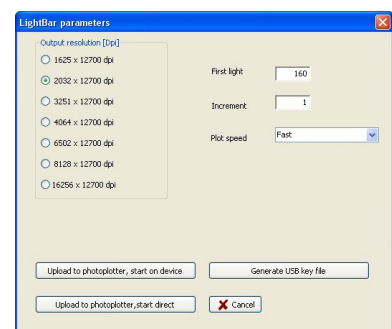 LightBar parameters
Output resolution [Dpi]
1625 x 12700 dpi
2032 x 12700 dpi
3251 x 12700 dpi
4064 x 12700 dpi
6502 x 12700 dpi
8128 x 12700 dpi
16256 x 12700 dpi
First light 160
Increment 1
Plot speed Fast
Upload to photoplotter, start on device
Generate USB key file
Upload to photoplotter,start direct
Cancel